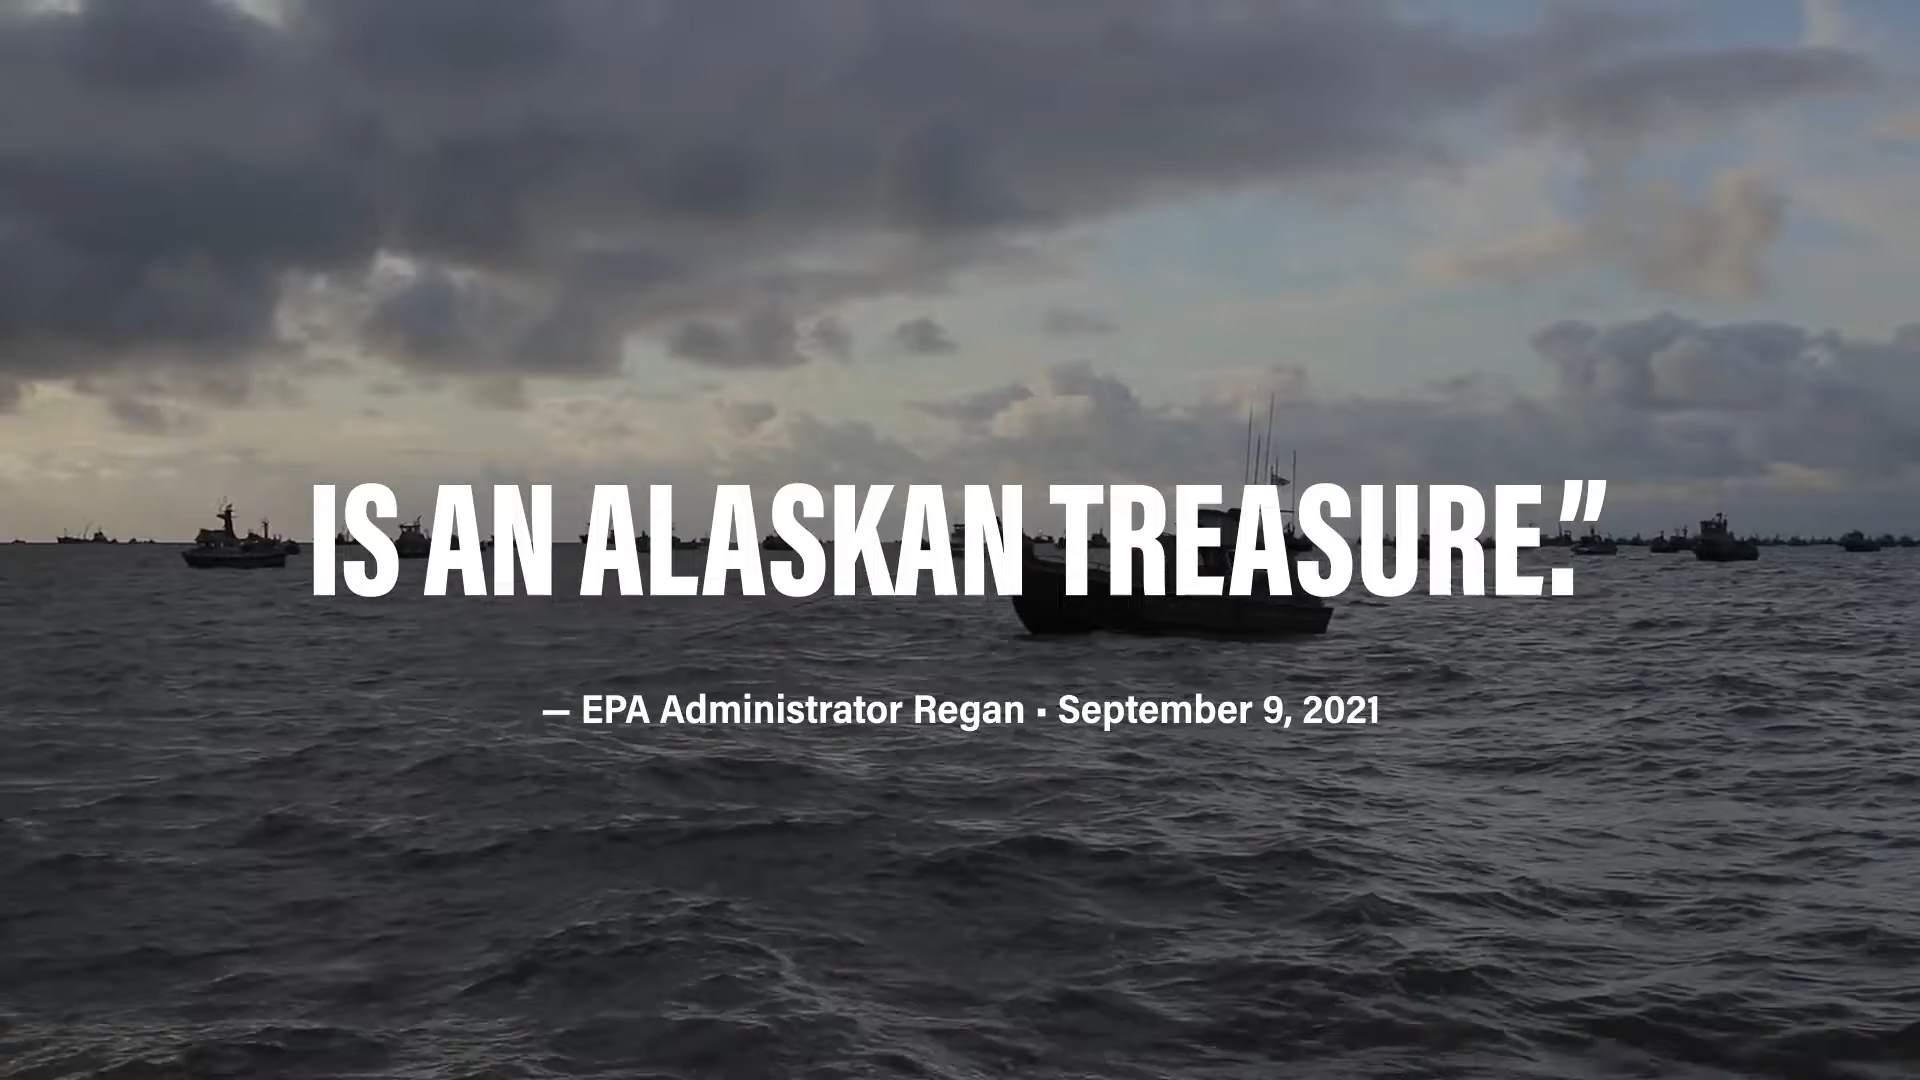 IS AN ALASKAN TREASURE.”
— EPA Administrator Regan · September 9, 2021